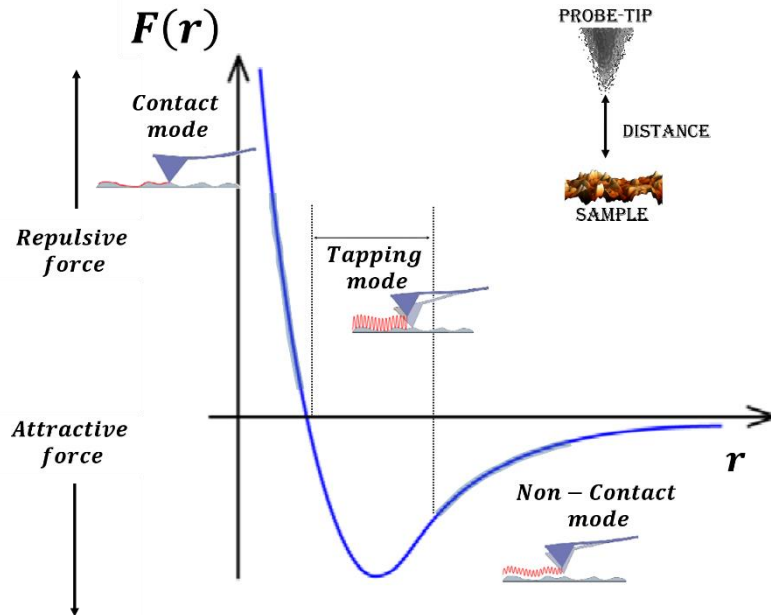 F(r)
PROBE-TIP
DISTANCE
SAMPLE
Contact
mode
Repulsive
force
Tapping
mode
Attractive
force
r
Non - Contact
mode